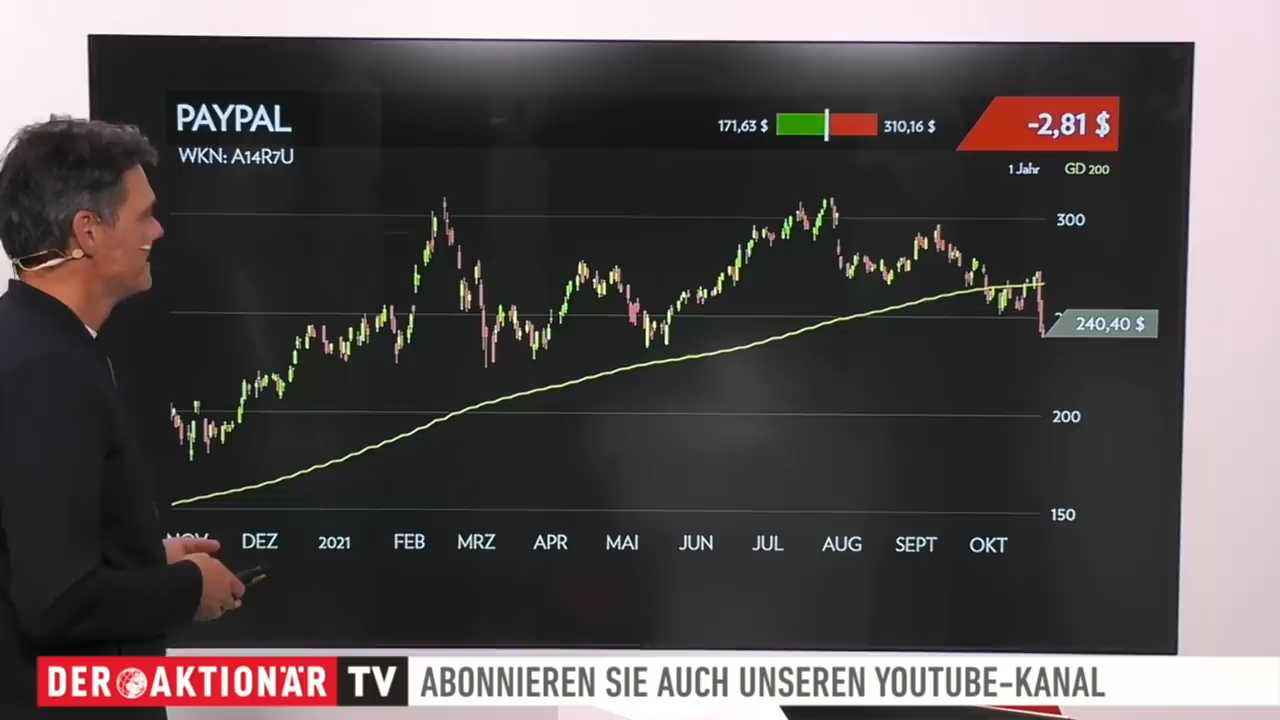 PAYPAL
WKN: A14R7U
171,63 $ 310,16 $
-2,81 $
1 Jahr GD 200
300
240,40 $
200
150
NOV DEZ 2021 FEB MRZ APR MAI JUN JUL AUG SEPT OKT
DER AKTIONÄR TV ABONNIEREN SIE AUCH UNSEREN YOUTUBE-KANAL